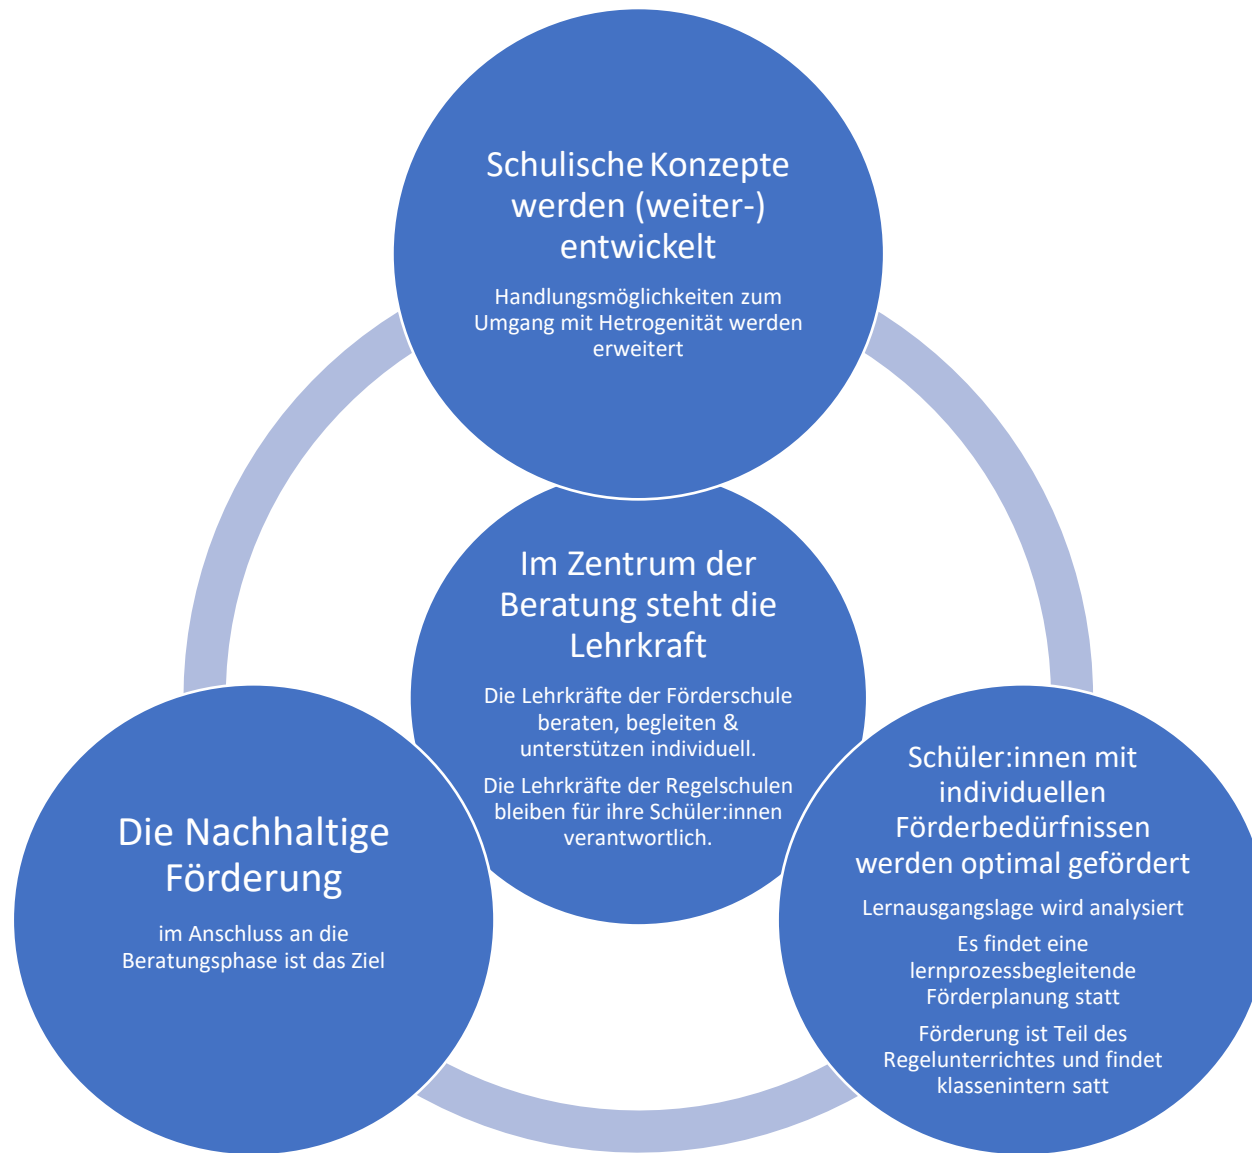 Schulische Konzepte
werden (weiter-)
entwickelt
Handlungsmöglichkeiten zum
Umgang mit Hetrogenität werden
erweitert
Im Zentrum der
Beratung steht die
Lehrkraft
Die Lehrkräfte der Förderschule
beraten, begleiten &
unterstützen individuell.
Die Lehrkräfte der Regelschulen
bleiben für ihre Schüler:innen
verantwortlich.
Die Nachhaltige
Förderung
im Anschluss an die
Beratungsphase ist das Ziel
Schüler:innen mit
individuellen
Förderbedürfnissen
werden optimal gefördert
Lernausgangslage wird analysiert
Es findet eine
lernprozessbegleitende
Förderplanung statt
Förderung ist Teil des
Regelunterrichtes und findet
klassenintern satt